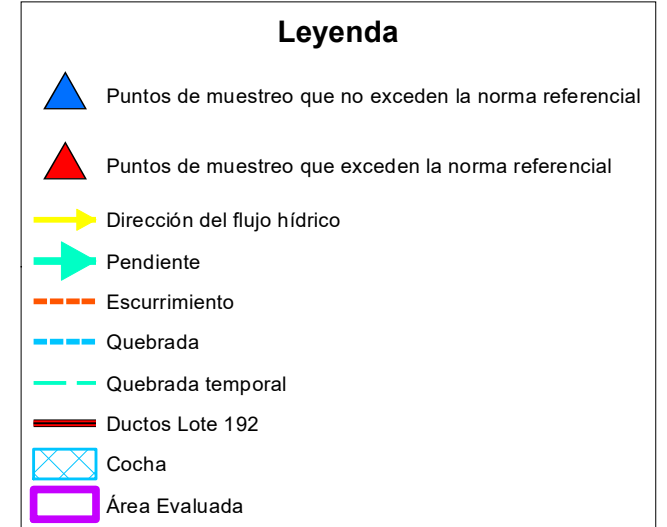 Leyenda
Puntos de muestreo que no exceden la norma referencial
Puntos de muestreo que exceden la norma referencial
Dirección del flujo hídrico
Pendiente
Escurrimiento
Quebrada
Quebrada temporal
Ductos Lote 192
Cocha
Área Evaluada